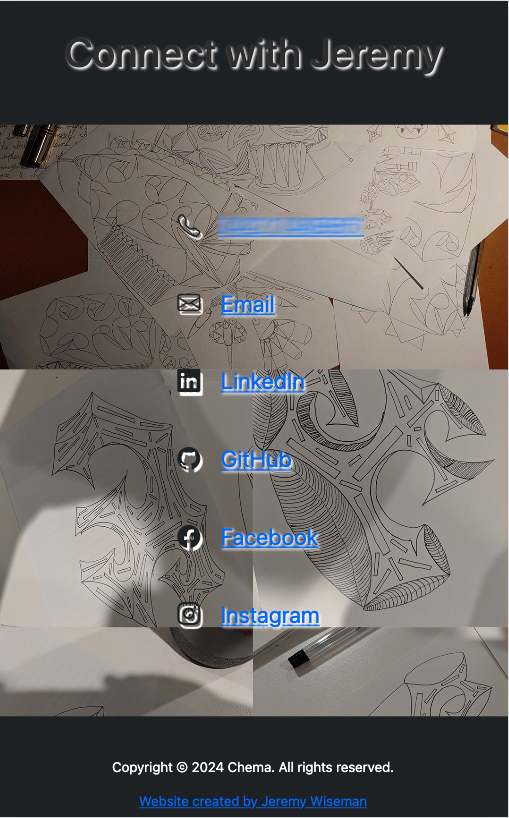 Connect with Jeremy
Email
LinkedIn
GitHub
Facebook
Instagram
Copyright © 2024 Chema. All rights reserved.
Website created by Jeremy Wiseman